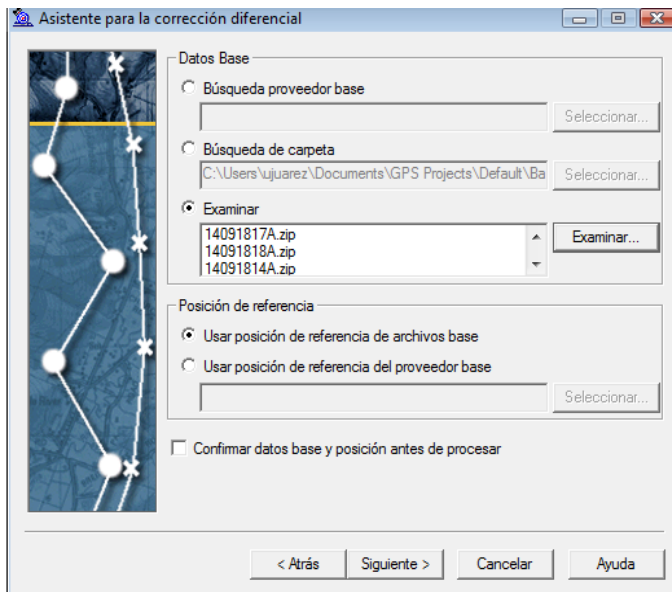 Asistente para la corrección diferencial
Datos Base
Búsqueda proveedor base
Seleccionar...
Búsqueda de carpeta
C:\Users\ujuarez\Documents\GPS Projects\Default\Ba
Seleccionar...
Examinar
14091817A.zip
14091818A.zip
14091814A.zip
Examinar...
Posición de referencia
Usar posición de referencia de archivos base
Usar posición de referencia del proveedor base
Seleccionar...
Confirmar datos base y posición antes de procesar
< Atrás
Siguiente >
Cancelar
Ayuda